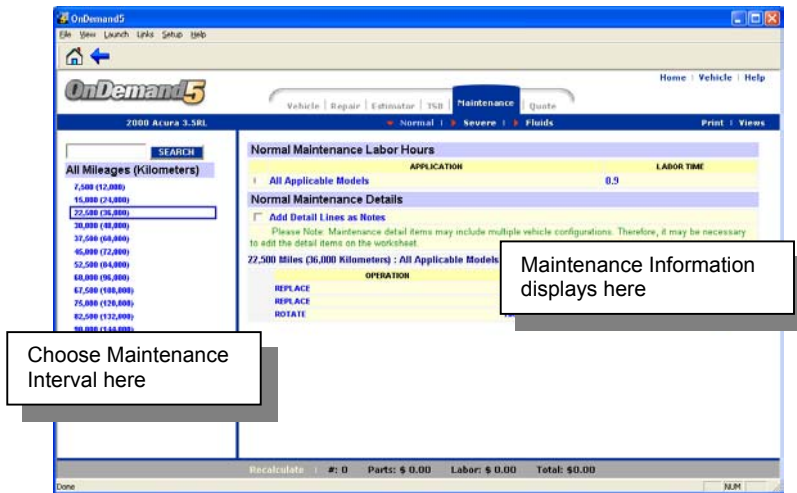 OnDemand5
File View Launch Links Setup Help
Home | Vehicle | Help
OnDemand5
Vehicle | Repair | Estimator | TSB | Maintenance | Quote
2000 Acura 3.5RL
Normal | Severe | Fluids
Print | Views
SEARCH
All Mileages (Kilometers)
7,500 (12,000)
15,000 (24,000)
22,500 (36,000)
30,000 (48,000)
37,500 (60,000)
45,000 (72,000)
52,500 (84,000)
60,000 (96,000)
67,500 (108,000)
75,000 (120,000)
82,500 (132,000)
90,000 (144,000)
Normal Maintenance Labor Hours
APPLICATION LABOR TIME
All Applicable Models 0.9
Normal Maintenance Details
Add Detail Lines as Notes
Please Note: Maintenance detail items may include multiple vehicle configurations. Therefore, it may be necessary
to edit the detail items on the worksheet.
22,500 Miles (36,000 Kilometers) : All Applicable Models
OPERATION
REPLACE
REPLACE
ROTATE
Maintenance Information
displays here
Choose Maintenance
Interval here
Recalculate | #: 0 Parts: $ 0.00 Labor: $ 0.00 Total: $0.00
Done
NUM